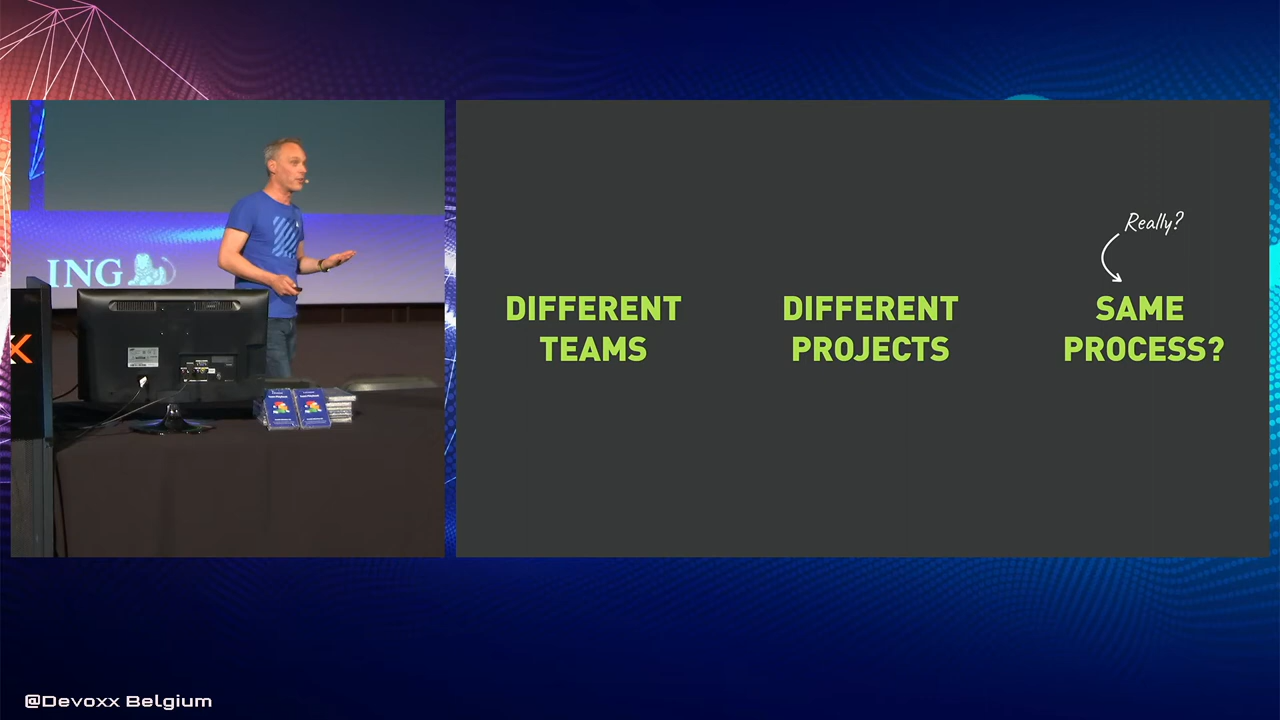 ING
X
Really?
DIFFERENT
TEAMS
DIFFERENT
PROJECTS
SAME
PROCESS?
@Devoxx Belgium